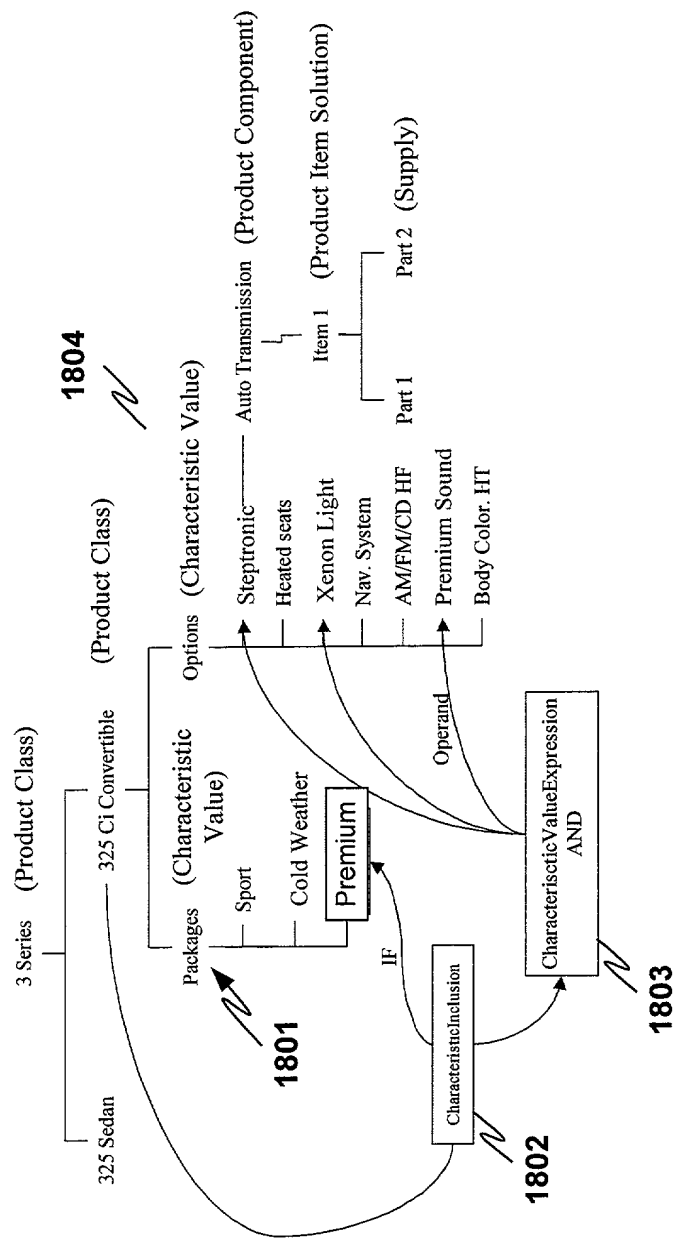 3 Series (Product Class)
325 Sedan
325 Ci Convertible (Product Class)
1804
Packages (Characteristic
Value)
Options (Characteristic Value)
1801
Sport
Cold Weather
Premium
Steptronic
Auto Transmission (Product Component)
Heated seats
Item 1 (Product Item Solution)
Xenon Light
Nav. System
Part 1
Part 2 (Supply)
AM/FM/CD HF
Premium Sound
Body Color. HT
IF
Operand
CharacteristicInclusion
1802
CharacteriscticValueExpression
AND
1803